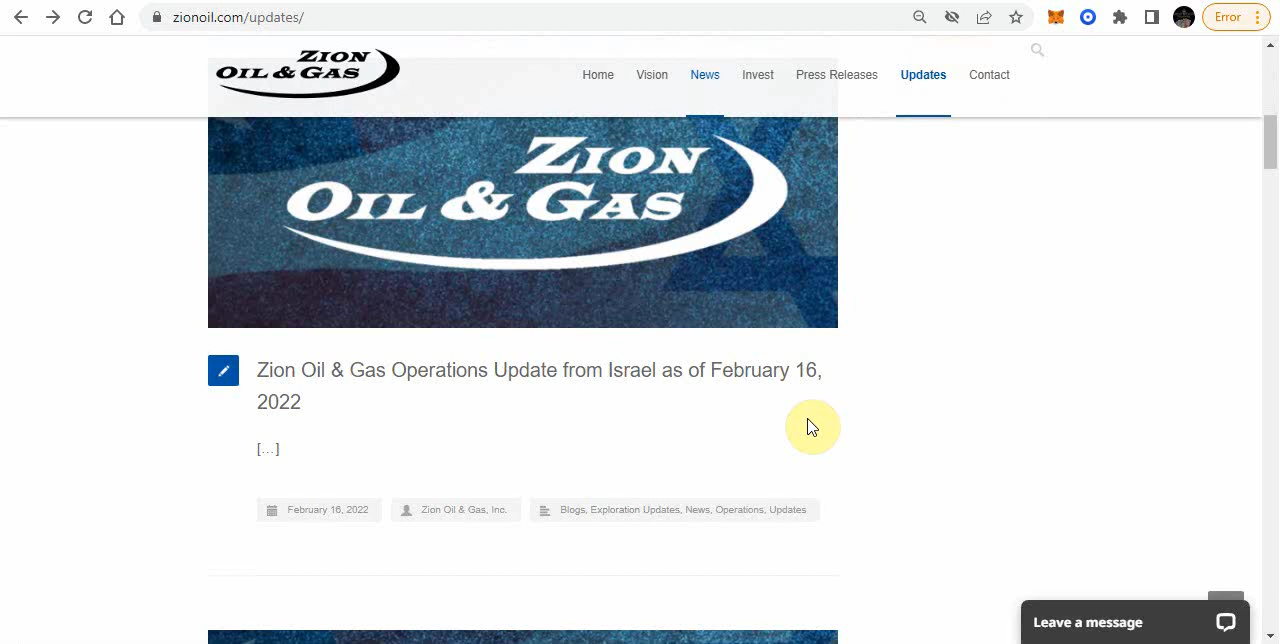 zionoil.com/updates/
Error
ZION
OIL & GAS
Home Vision News Invest Press Releases Updates Contact
ZION
OIL & GAS
Zion Oil & Gas Operations Update from Israel as of February 16,
2022
[…]
February 16, 2022 Zion Oil & Gas, Inc. Blogs, Exploration Updates, News, Operations, Updates
Leave a message